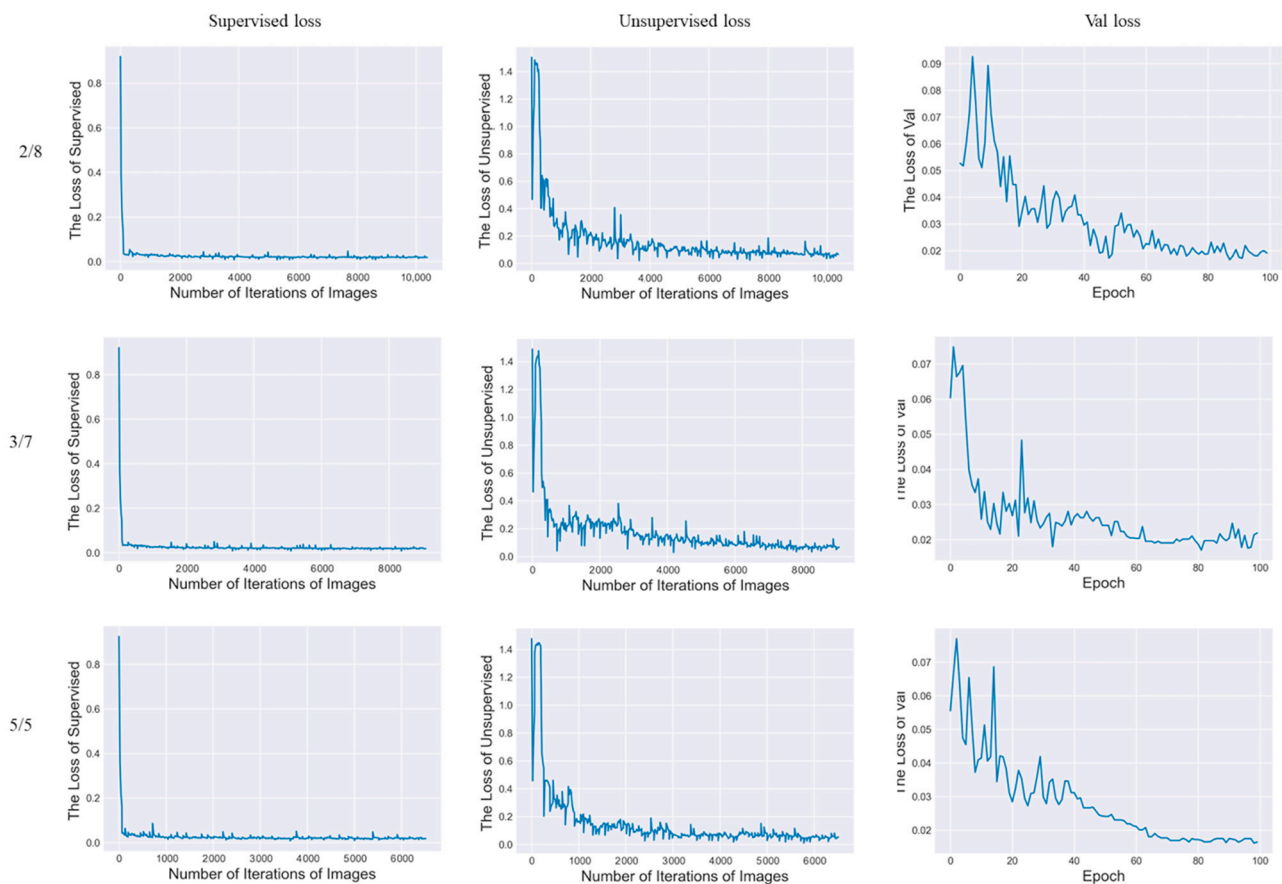 Supervised loss
Unsupervised loss
Val loss
2/8
The Loss of Supervised
0.8
0.6
0.4
0.2
0.0
0 2000 4000 6000 8000 10,000
Number of Iterations of Images
The Loss of Unsupervised
1.4
1.2
1.0
0.8
0.6
0.4
0.2
0.0
0 2000 4000 6000 8000 10,000
Number of Iterations of Images
The Loss of Val
0.09
0.08
0.07
0.06
0.05
0.04
0.03
0.02
0 20 40 60 80 100
Epoch
3/7
The Loss of Supervised
0.8
0.6
0.4
0.2
0.0
0 2000 4000 6000 8000
Number of Iterations of Images
The Loss of Unsupervised
1.4
1.2
1.0
0.8
0.6
0.4
0.2
0.0
0 2000 4000 6000 8000
Number of Iterations of Images
The Loss of Val
0.07
0.06
0.05
0.04
0.03
0.02
0 20 40 60 80 100
Epoch
5/5
The Loss of Supervised
0.8
0.6
0.4
0.2
0.0
0 1000 2000 3000 4000 5000 6000
Number of Iterations of Images
The Loss of Unsupervised
1.4
1.2
1.0
0.8
0.6
0.4
0.2
0.0
0 1000 2000 3000 4000 5000 6000
Number of Iterations of Images
The Loss of Val
0.07
0.06
0.05
0.04
0.03
0.02
0 20 40 60 80 100
Epoch